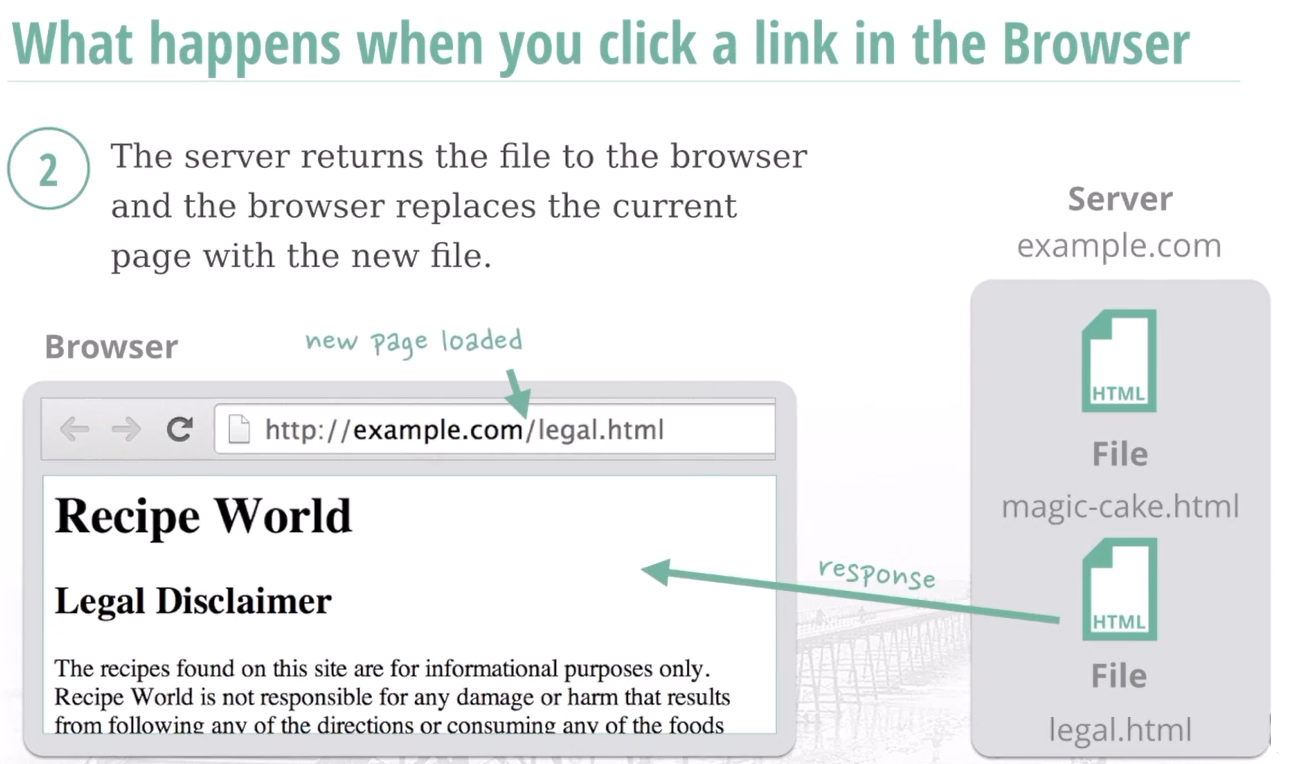 What happens when you click a link in the Browser
2
The server returns the file to the browser
and the browser replaces the current
page with the new file.
Server
example.com
Browser
new page loaded
http://example.com/legal.html
Recipe World
Legal Disclaimer
The recipes found on this site are for informational purposes only.
Recipe World is not responsible for any damage or harm that results
from following any of the directions or consuming any of the foods
response
HTML
File
magic-cake.html
HTML
File
legal.html